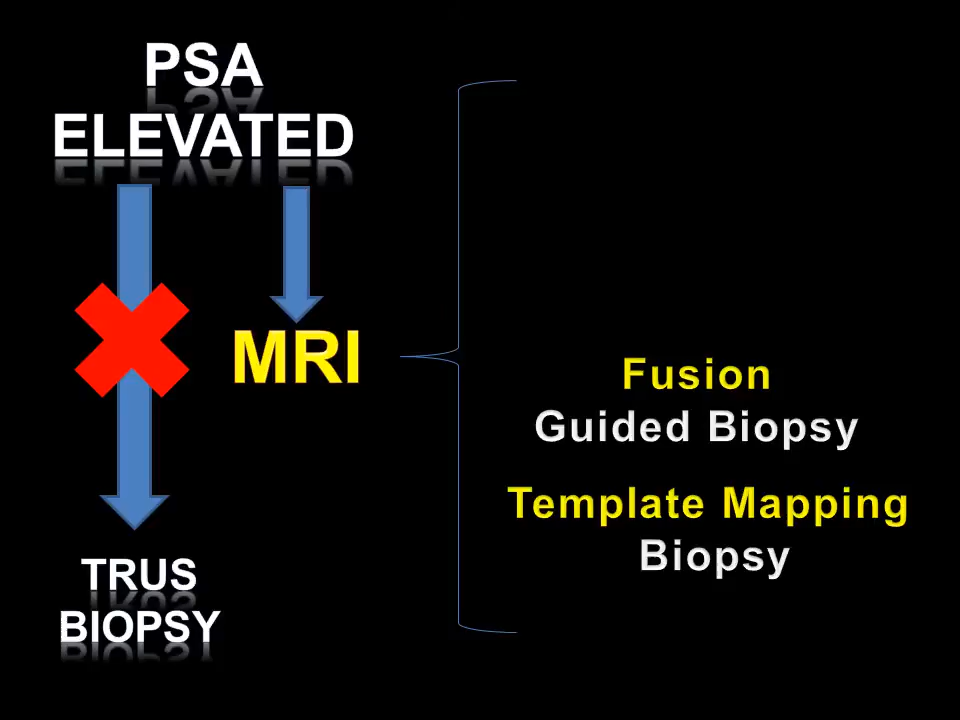 PSA
ELEVATED
MRI
Fusion
Guided Biopsy
Template Mapping
Biopsy
TRUS
BIOPSY